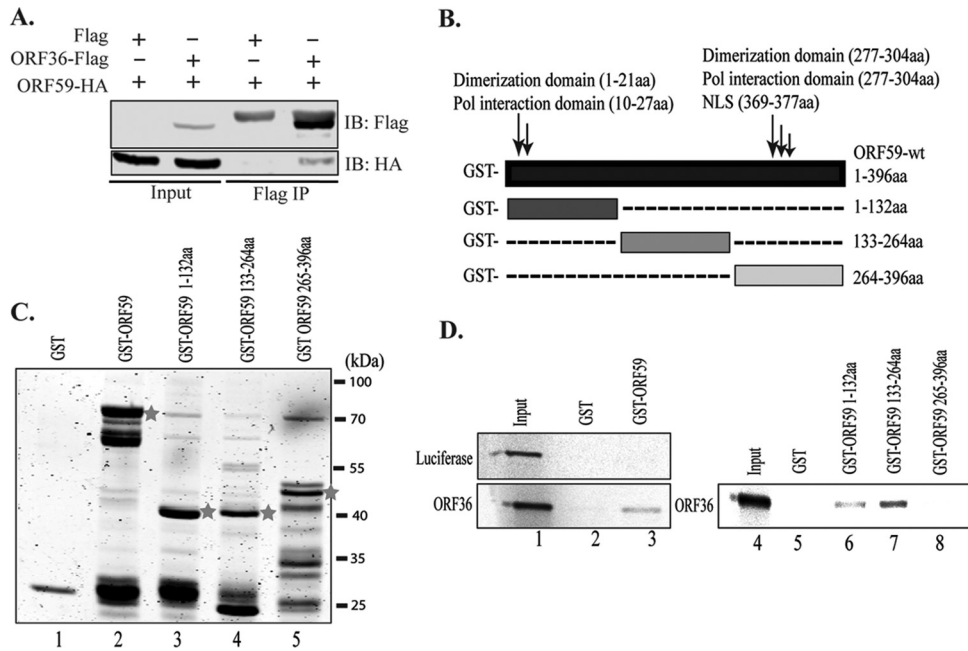 A.
Flag + − + −
ORF36-Flag − + − +
ORF59-HA + + + +
IB: Flag
IB: HA
Input Flag IP
B.
Dimerization domain (1-21aa)
Pol interaction domain (10-27aa)
Dimerization domain (277-304aa)
Pol interaction domain (277-304aa)
NLS (369-377aa)
ORF59-wt
GST- 1-396aa
GST- 1-132aa
GST- 133-264aa
GST- 264-396aa
C.
GST
GST-ORF59
GST-ORF59 1-132aa
GST-ORF59 133-264aa
GST ORF59 265-396aa
(kDa)
100
70
55
40
35
25
1 2 3 4 5
D.
Input
GST
GST-ORF59
Luciferase
ORF36
1 2 3
Input
GST
GST-ORF59 1-132aa
GST-ORF59 133-264aa
GST-ORF59 265-396aa
ORF36
4 5 6 7 8